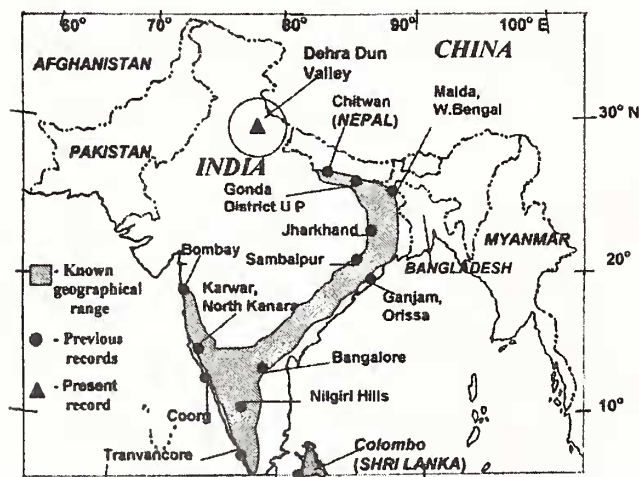 70°
80°
90°
100° E
AFGHANISTAN
Dehra Dun
Valley
CHINA
Chitwan
(NEPAL)
Malda,
W.Bengal
30° N
PAKISTAN
INDIA
Gonda
District U P
Jharkhand
Bombay
Sambalpur
MYANMAR
BANGLADESH
20°
- Known
geographical
range
Karwar,
North Kanara
Ganjam,
Orissa
- Previous
records
Bangalore
- Present
record
Nilgiri Hills
Coorg
10°
Tranvancore
Colombo
(SHRI LANKA)